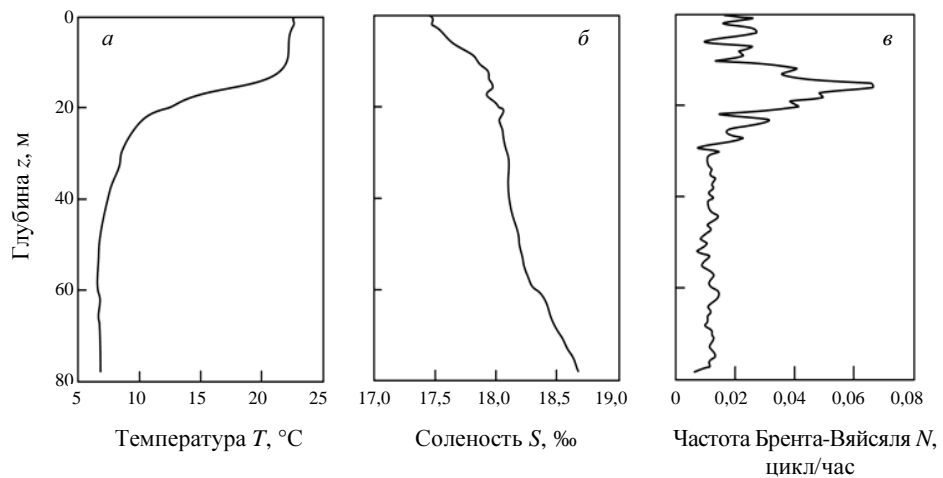 0 а б в
20
Глубина z, м
40
60
80
5 10 15 20 25 17,0 17,5 18,0 18,5 19,0 0 0,02 0,04 0,06 0,08
Температура T, °C Соленость S, ‰ Частота Брента-Вяйсяля N,
цикл/час